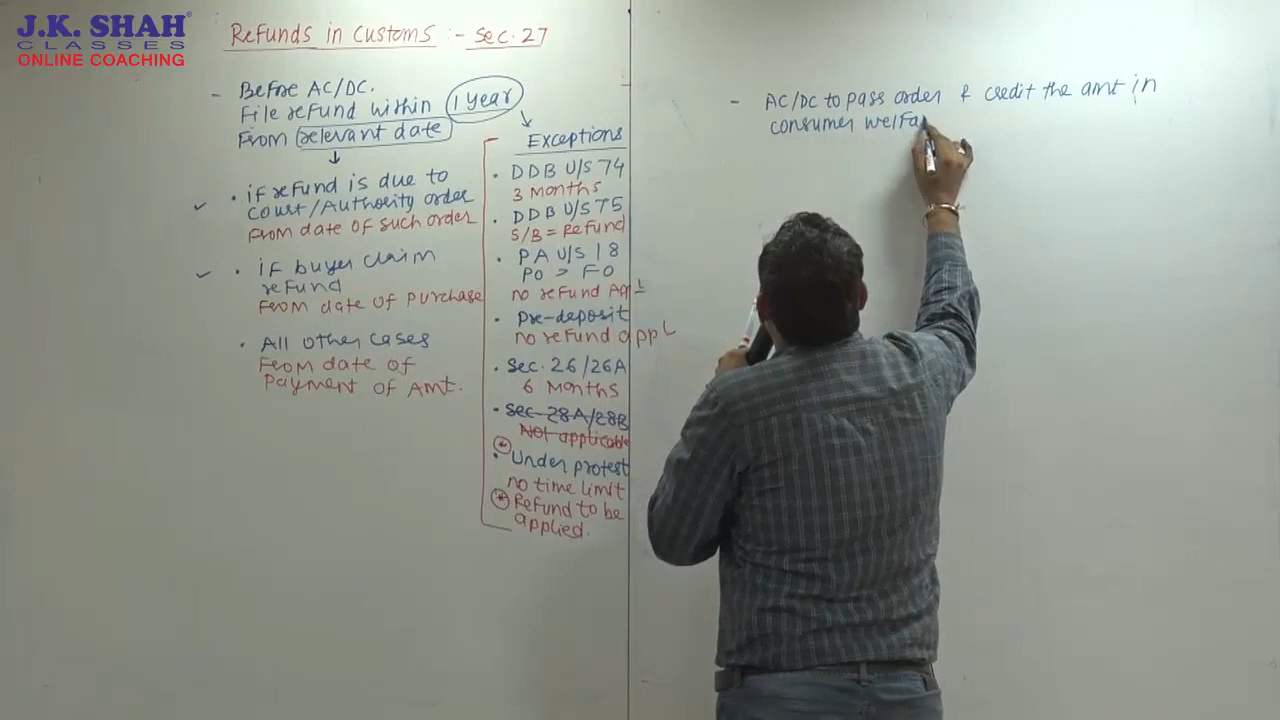 J.K. SHAH®
CLASSES
ONLINE COACHING
Refunds in customs :- sec. 27
- Before AC/DC.
File refund within 1 year
From relevant date
• if refund is due to
Court/Authority order
From date of such order
• if buyer claim
refund
From date of purchase
• All other cases
From date of
Payment of Amt.
Exceptions
• DDB U/S 74
3 Months
• DDB U/S 75
S/B = Refund
• PA U/S 18
PD > FD
no refund App L
• Pre-deposit
no refund app L
• Sec. 26/26A
6 Months
• Sec-28A/28B
Not applicable
• Under protest
no time limit
* Refund to be
applied.
- AC/DC to pass order & credit the amt in
consumer welfa